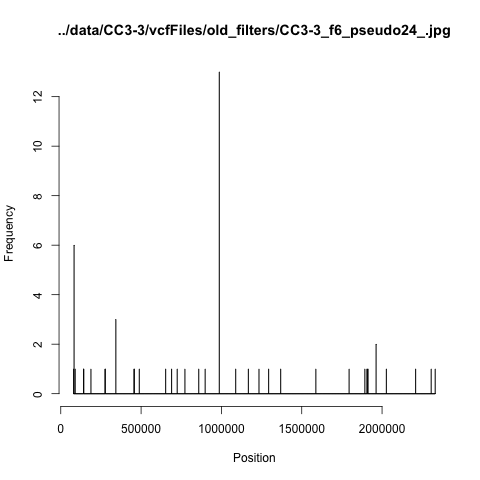 ../data/CC3-3/vcfFiles/old_filters/CC3-3_f6_pseudo24_.jpg
12
10
8
6
4
2
0
Frequency
0 500000 1000000 1500000 2000000
Position